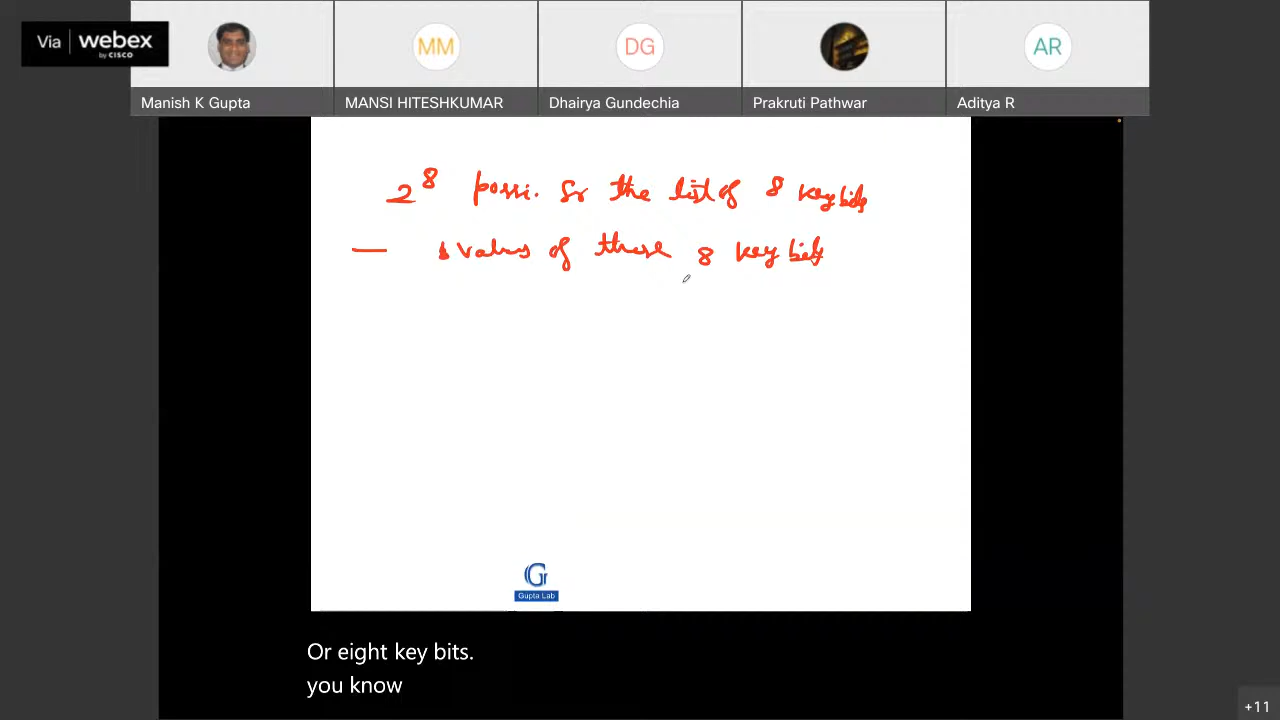 Via webex
by CISCO
MM
DG
AR
Manish K Gupta
MANSI HITESHKUMAR
Dhairya Gundechia
Prakruti Pathwar
Aditya R
2^8 possi. for the list of 8 key bits
— values of these 8 key bits
G
Gupta Lab
Or eight key bits.
you know
+11